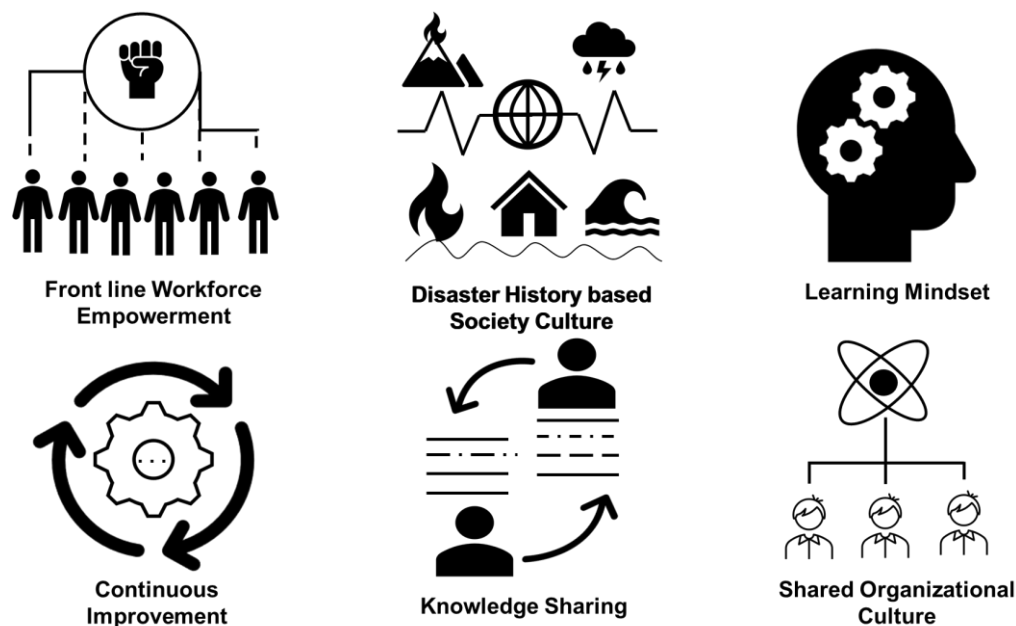 Front line Workforce
Empowerment
Disaster History based
Society Culture
Learning Mindset
Continuous
Improvement
Knowledge Sharing
Shared Organizational
Culture